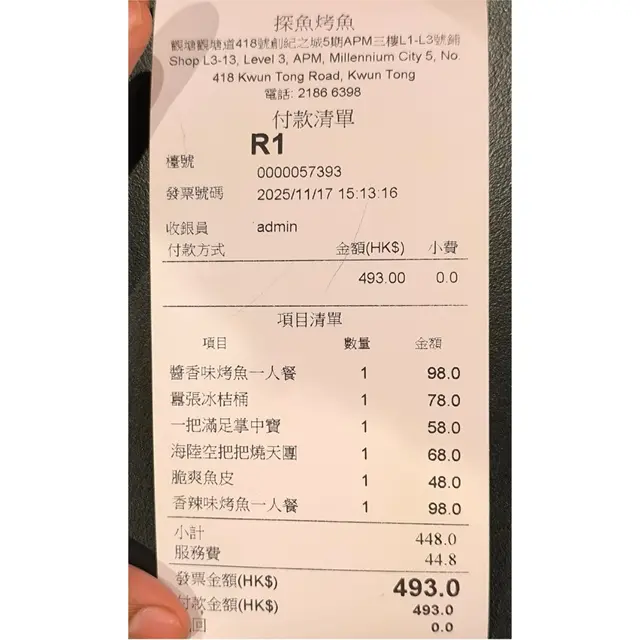 探魚烤魚
觀塘觀塘道418號創紀之城5期APM三樓L1-L3號舖
Shop L3-13, Level 3, APM, Millennium City 5, No.
418 Kwun Tong Road, Kwun Tong
電話: 2186 6398
付款清單
檯號 R1
0000057393
發票號碼 2025/11/17 15:13:16
收銀員 admin
付款方式 金額(HK$) 小費
493.00 0.0
項目清單
項目 數量 金額
醬香味烤魚一人餐 1 98.0
囂張冰桔桶 1 78.0
一把滿足掌中寶 1 58.0
海陸空把把燒天團 1 68.0
脆爽魚皮 1 48.0
香辣味烤魚一人餐 1 98.0
小計 448.0
服務費 44.8
發票金額(HK$) 493.0
付款金額(HK$) 493.0
回 0.0